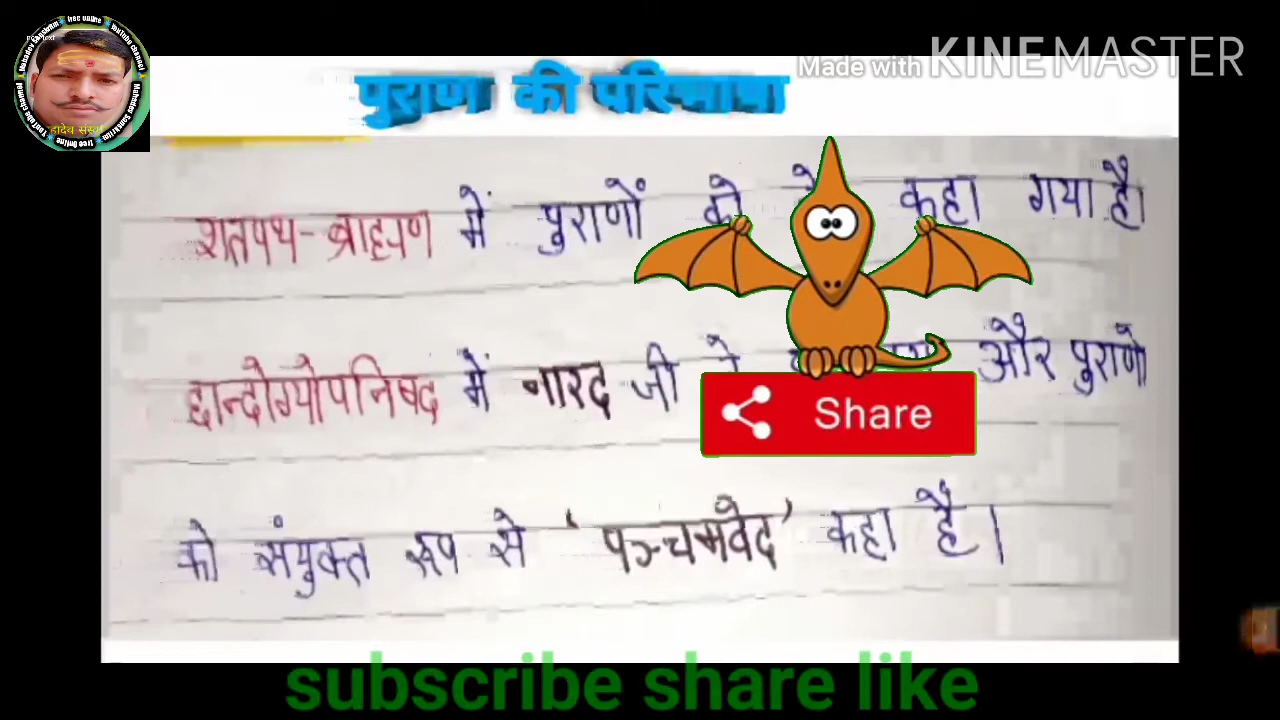 Made with KINEMASTER
पुराण की परिभाषा
शतपथ-ब्राह्मण में पुराणों को कहा गया है।
छान्दोग्योपनिषद में नारद जी और पुराणो
Share
को संयुक्त रूप से 'पञ्चमवेद' कहा है।
subscribe share like